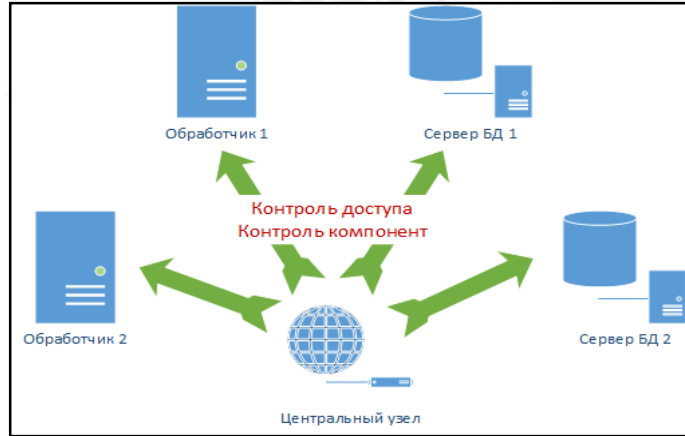 Обработчик 1
Сервер БД 1
Контроль доступа
Контроль компонент
Обработчик 2
Сервер БД 2
Центральный узел